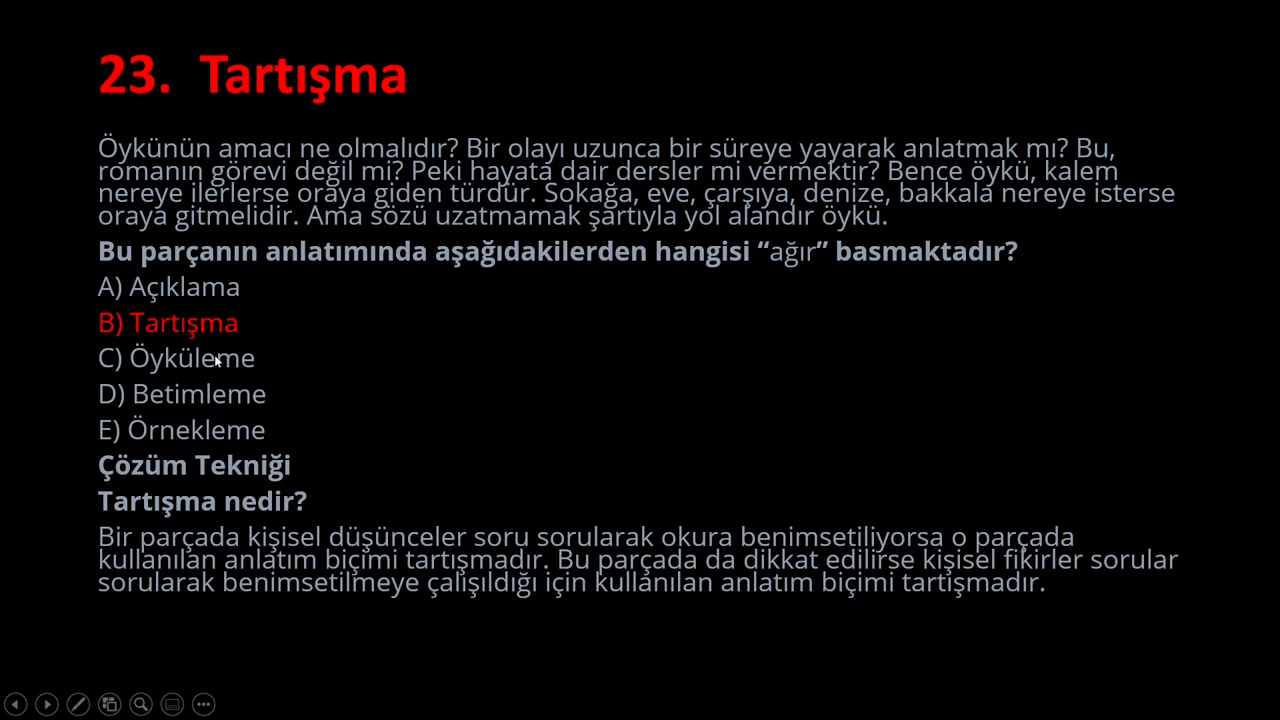 23. Tartışma
Öykünün amacı ne olmalıdır? Bir olayı uzunca bir süreye yayarak anlatmak mı? Bu,
romanın görevi değil mi? Peki hayata dair dersler mi vermektir? Bence öykü, kalem
nereye ilerlerse oraya giden türdür. Sokağa, eve, çarşıya, denize, bakkala nereye isterse
oraya gitmelidir. Ama sözü uzatmamak şartıyla yol alandır öykü.
Bu parçanın anlatımında aşağıdakilerden hangisi “ağır” basmaktadır?
A) Açıklama
B) Tartışma
C) Öyküleme
D) Betimleme
E) Örnekleme
Çözüm Tekniği
Tartışma nedir?
Bir parçada kişisel düşünceler soru sorularak okura benimsetiliyorsa o parçada
kullanılan anlatım biçimi tartışmadır. Bu parçada da dikkat edilirse kişisel fikirler sorular
sorularak benimsetilmeye çalışıldığı için kullanılan anlatım biçimi tartışmadır.